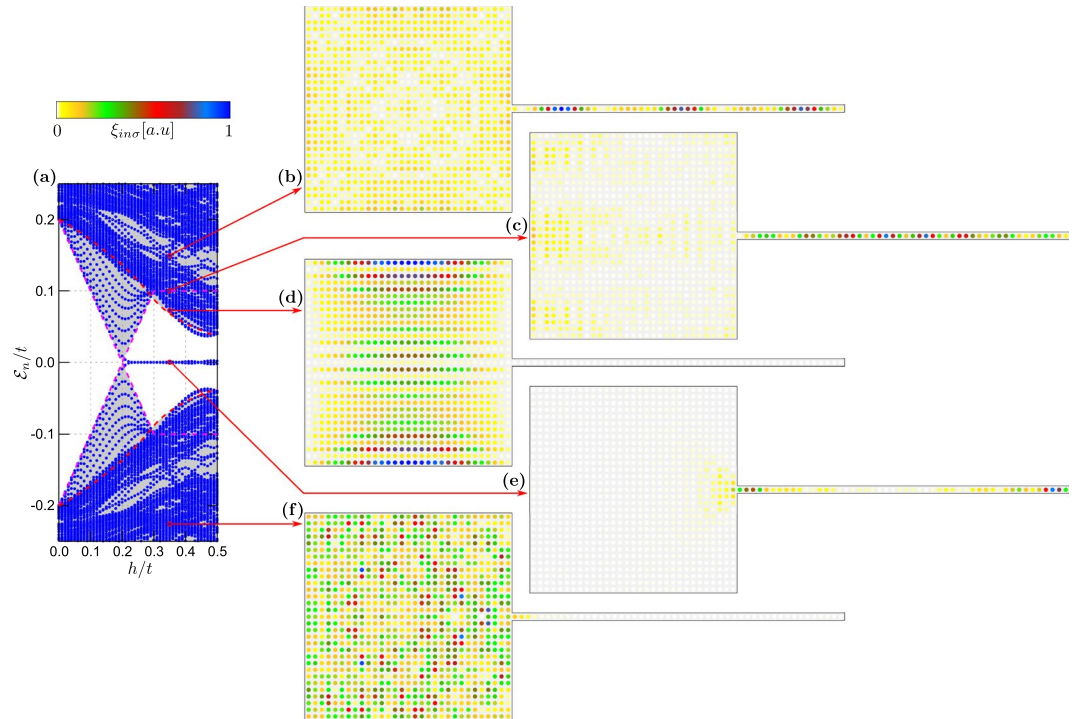 0
1
ξ_{inσ}[a.u]
(a)
(b)
(c)
(d)
(e)
(f)
0.2
0.1
0.0
-0.1
-0.2
ℰ_n/t
0.0 0.1 0.2 0.3 0.4 0.5
h/t